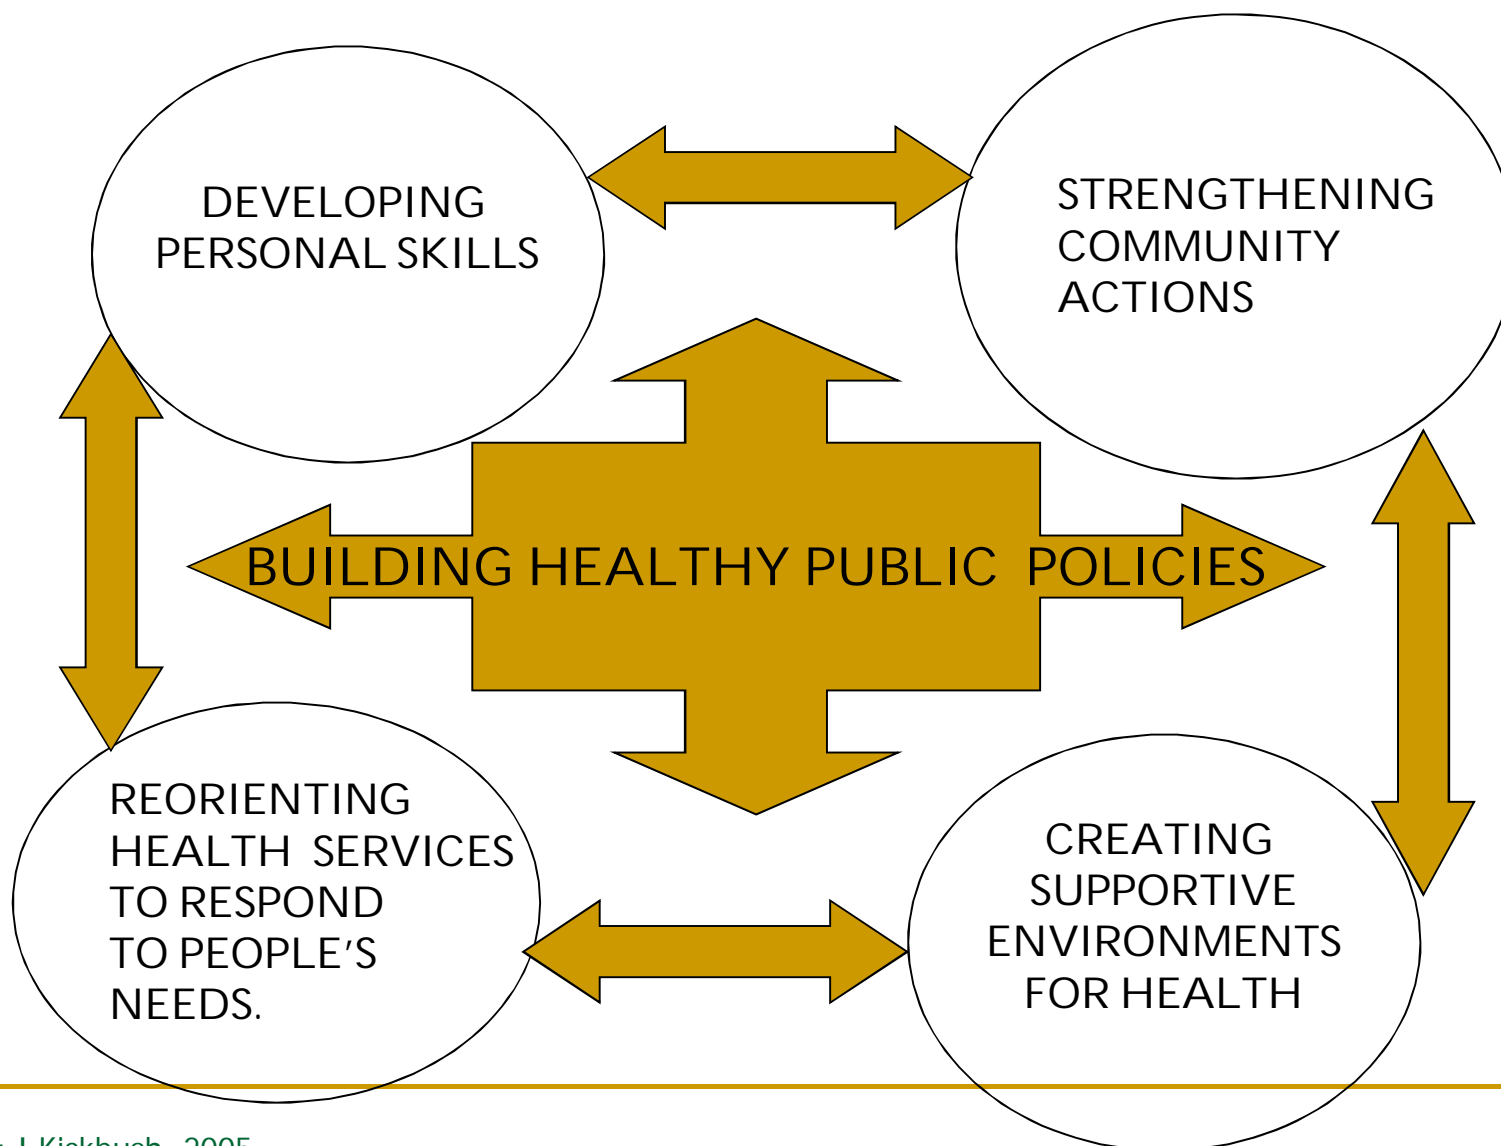 DEVELOPING
PERSONAL SKILLS
STRENGTHENING
COMMUNITY
ACTIONS
BUILDING HEALTHY PUBLIC POLICIES
REORIENTING
HEALTH SERVICES
TO RESPOND
TO PEOPLE'S
NEEDS.
CREATING
SUPPORTIVE
ENVIRONMENTS
FOR HEALTH